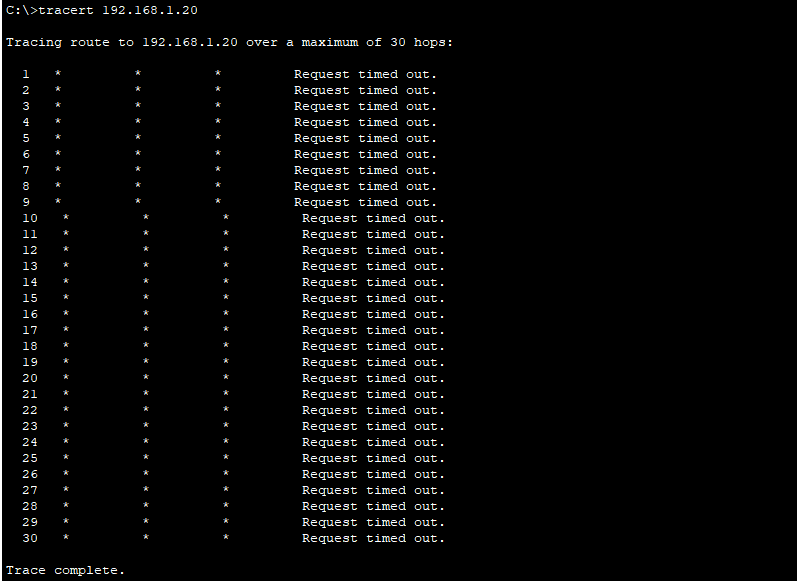 C:\>tracert 192.168.1.20
Tracing route to 192.168.1.20 over a maximum of 30 hops:
1 * * * Request timed out.
2 * * * Request timed out.
3 * * * Request timed out.
4 * * * Request timed out.
5 * * * Request timed out.
6 * * * Request timed out.
7 * * * Request timed out.
8 * * * Request timed out.
9 * * * Request timed out.
10 * * * Request timed out.
11 * * * Request timed out.
12 * * * Request timed out.
13 * * * Request timed out.
14 * * * Request timed out.
15 * * * Request timed out.
16 * * * Request timed out.
17 * * * Request timed out.
18 * * * Request timed out.
19 * * * Request timed out.
20 * * * Request timed out.
21 * * * Request timed out.
22 * * * Request timed out.
23 * * * Request timed out.
24 * * * Request timed out.
25 * * * Request timed out.
26 * * * Request timed out.
27 * * * Request timed out.
28 * * * Request timed out.
29 * * * Request timed out.
30 * * * Request timed out.
Trace complete.